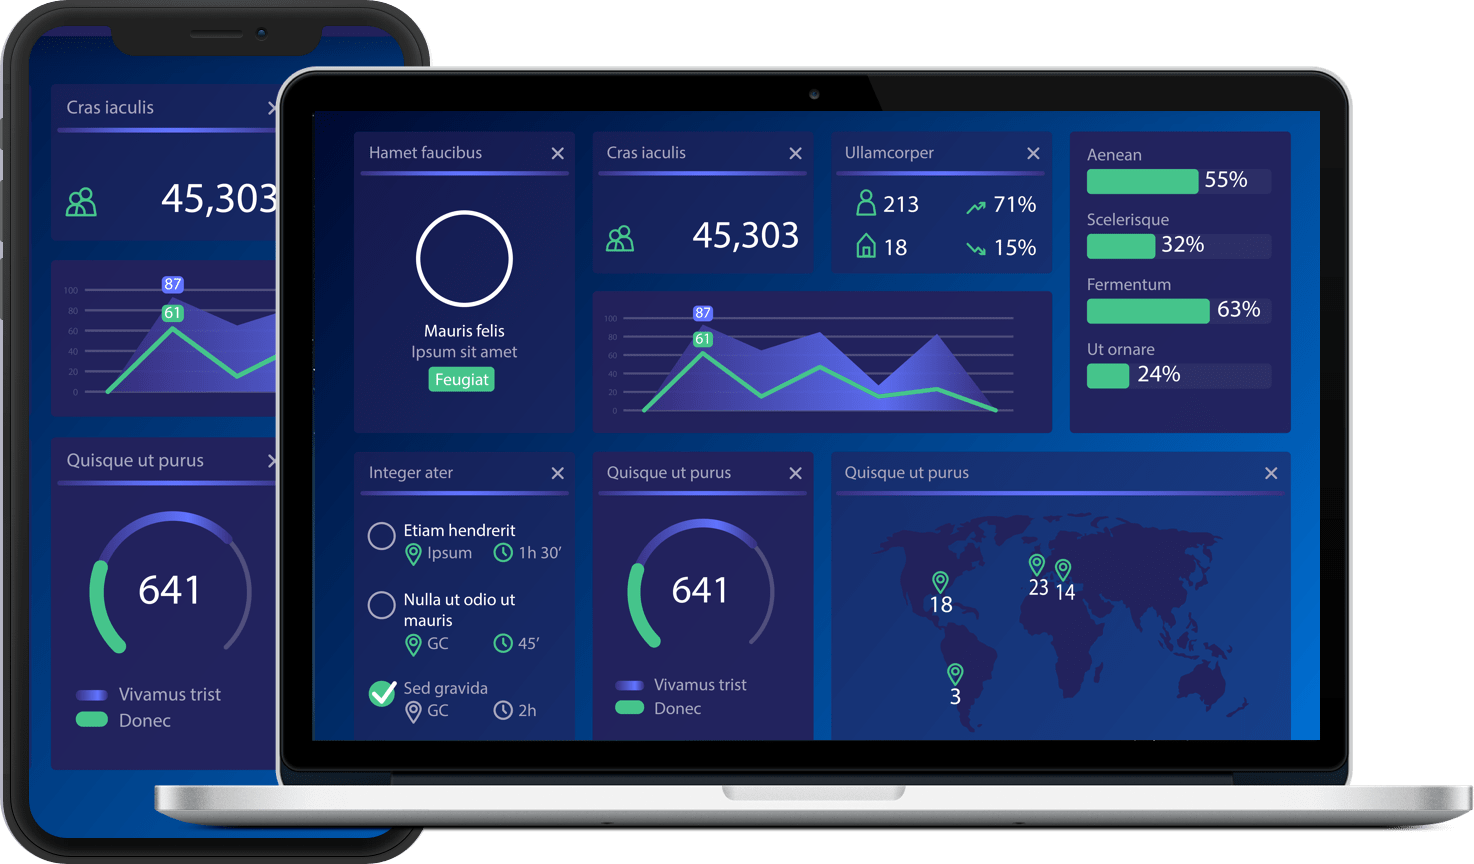 Cras iaculis
45,303
87
61
100
80
60
40
20
0
Quisque ut purus
641
Vivamus trist
Donec
Hamet faucibus
Mauris felis
Ipsum sit amet
Feugiat
Cras iaculis
45,303
Ullamcorper
213 71%
18 15%
87
61
100
80
60
40
20
0
Aenean
55%
Scelerisque
32%
Fermentum
63%
Ut ornare
24%
Integer ater
Etiam hendrerit
Ipsum 1h 30’
Nulla ut odio ut
mauris
GC 45’
Sed gravida
GC 2h
Quisque ut purus
641
Vivamus trist
Donec
Quisque ut purus
18
23
14
3